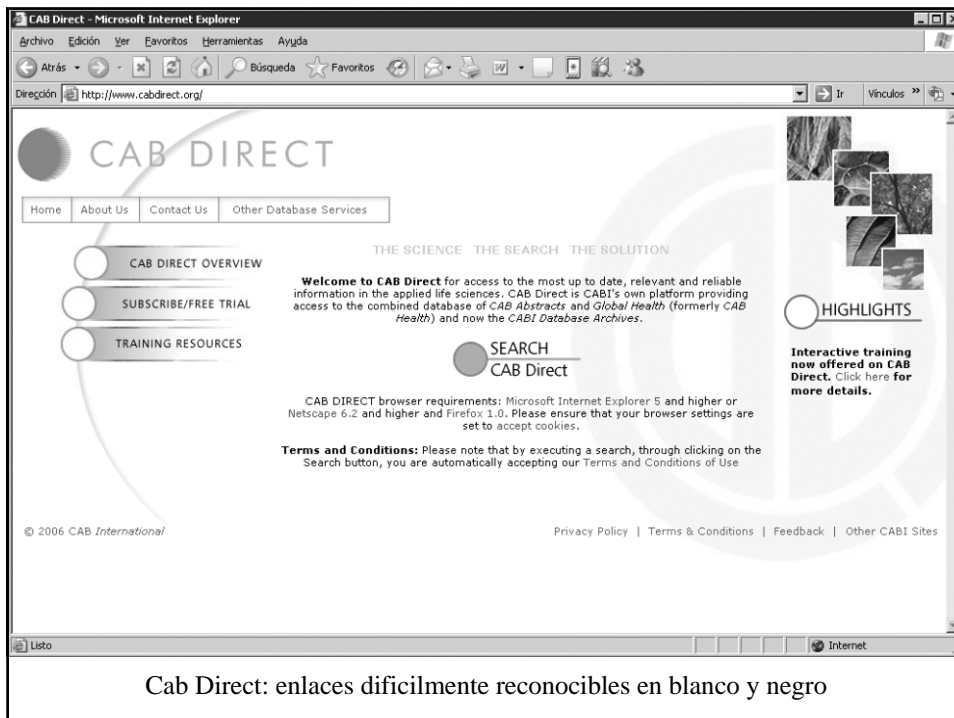 CAB Direct - Microsoft Internet Explorer
Archivo Edición Ver Favoritos Herramientas Ayuda
Atrás Búsqueda Favoritos
Dirección http://www.cabdirect.org/ Ir Vínculos »
CAB DIRECT
Home About Us Contact Us Other Database Services
CAB DIRECT OVERVIEW
SUBSCRIBE/FREE TRIAL
TRAINING RESOURCES
THE SCIENCE THE SEARCH THE SOLUTION
Welcome to CAB Direct for access to the most up to date, relevant and reliable
information in the applied life sciences. CAB Direct is CABI's own platform providing
access to the combined database of CAB Abstracts and Global Health (formerly CAB
Health) and now the CABI Database Archives.
SEARCH
CAB Direct
CAB DIRECT browser requirements: Microsoft Internet Explorer 5 and higher or
Netscape 6.2 and higher and Firefox 1.0. Please ensure that your browser settings are
set to accept cookies.
Terms and Conditions: Please note that by executing a search, through clicking on the
Search button, you are automatically accepting our Terms and Conditions of Use
HIGHLIGHTS
Interactive training
now offered on CAB
Direct. Click here for
more details.
© 2006 CAB International
Privacy Policy | Terms & Conditions | Feedback | Other CABI Sites
Listo Internet
Cab Direct: enlaces dificilmente reconocibles en blanco y negro